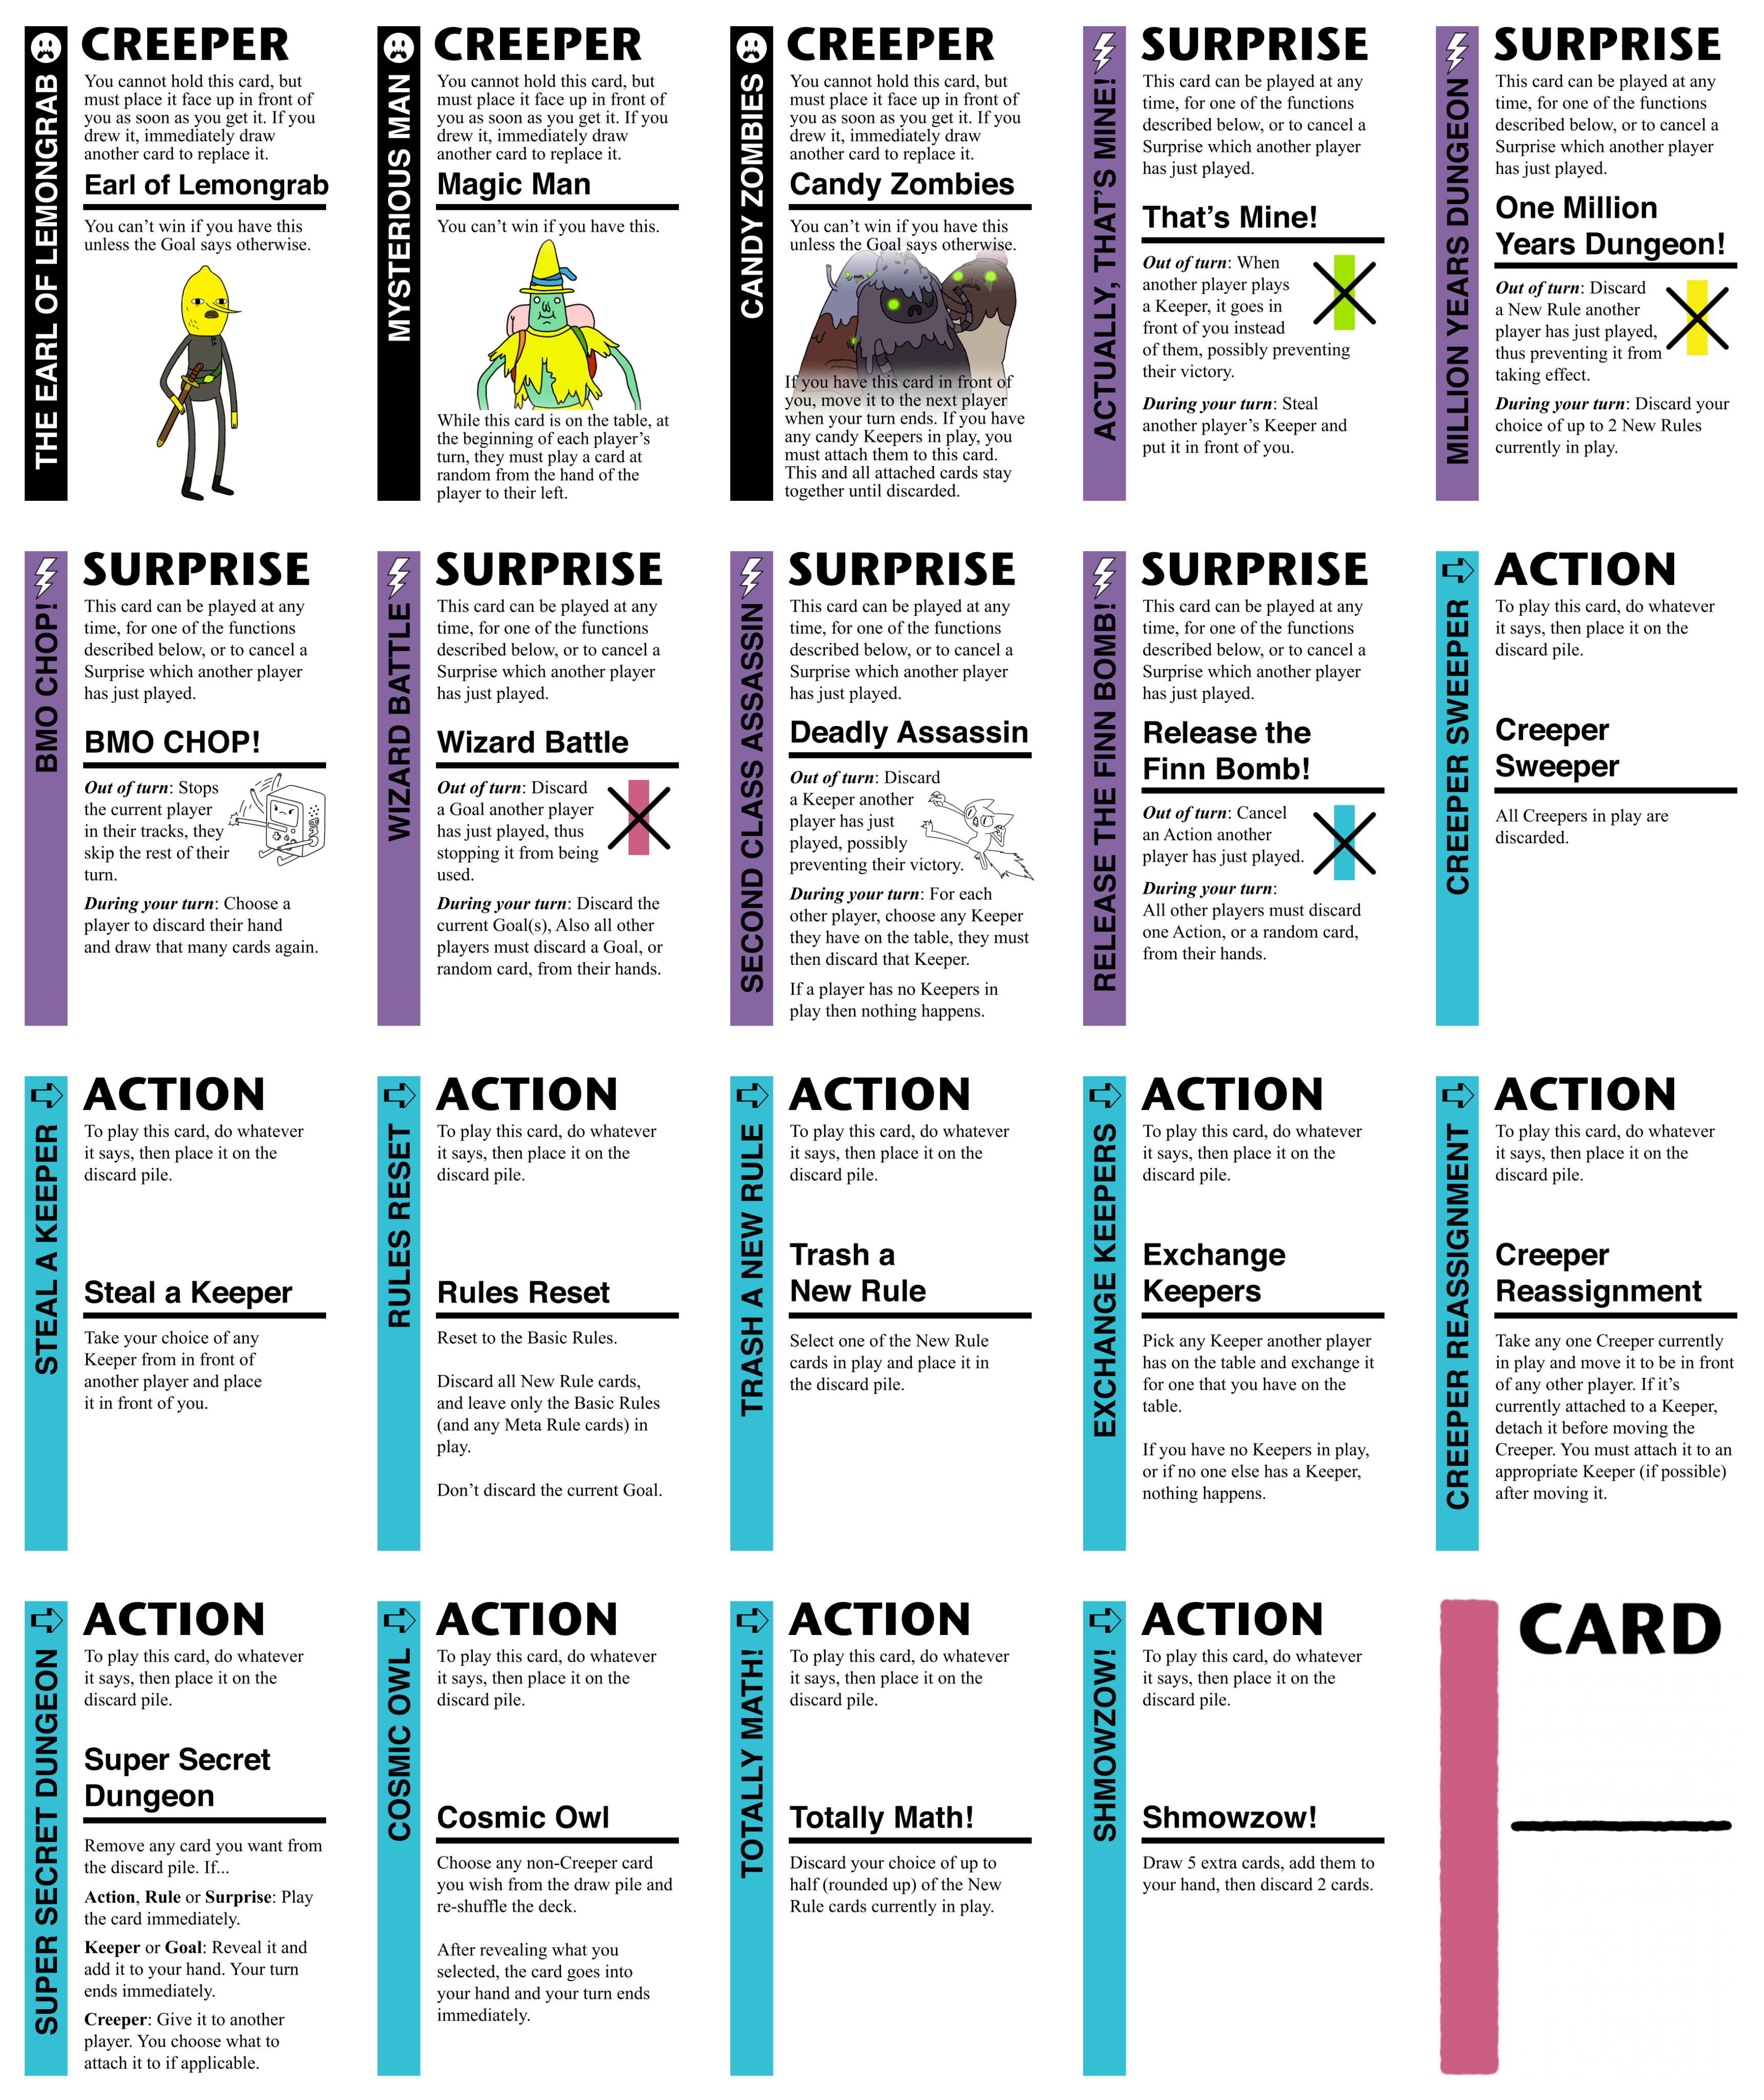 THE EARL OF LEMONGRAB
CREEPER
You cannot hold this card, but
must place it face up in front of
you as soon as you get it. If you
drew it, immediately draw
another card to replace it.
Earl of Lemongrab
You can’t win if you have this
unless the Goal says otherwise.
MYSTERIOUS MAN
CREEPER
You cannot hold this card, but
must place it face up in front of
you as soon as you get it. If you
drew it, immediately draw
another card to replace it.
Magic Man
You can’t win if you have this.
While this card is on the table, at
the beginning of each player’s
turn, they must play a card at
random from the hand of the
player to their left.
CANDY ZOMBIES
CREEPER
You cannot hold this card, but
must place it face up in front of
you as soon as you get it. If you
drew it, immediately draw
another card to replace it.
Candy Zombies
You can’t win if you have this
unless the Goal says otherwise.
If you have this card in front of
you, move it to the next player
when your turn ends. If you have
any candy Keepers in play, you
must attach them to this card.
This and all attached cards stay
together until discarded.
ACTUALLY, THAT’S MINE!
SURPRISE
This card can be played at any
time, for one of the functions
described below, or to cancel a
Surprise which another player
has just played.
That’s Mine!
Out of turn: When
another player plays
a Keeper, it goes in
front of you instead
of them, possibly preventing
their victory.
During your turn: Steal
another player’s Keeper and
put it in front of you.
MILLION YEARS DUNGEON
SURPRISE
This card can be played at any
time, for one of the functions
described below, or to cancel a
Surprise which another player
has just played.
One Million
Years Dungeon!
Out of turn: Discard
a New Rule another
player has just played,
thus preventing it from
taking effect.
During your turn: Discard your
choice of up to 2 New Rules
currently in play.
BMO CHOP!
SURPRISE
This card can be played at any
time, for one of the functions
described below, or to cancel a
Surprise which another player
has just played.
BMO CHOP!
Out of turn: Stops
the current player
in their tracks, they
skip the rest of their
turn.
During your turn: Choose a
player to discard their hand
and draw that many cards again.
WIZARD BATTLE
SURPRISE
This card can be played at any
time, for one of the functions
described below, or to cancel a
Surprise which another player
has just played.
Wizard Battle
Out of turn: Discard
a Goal another player
has just played, thus
stopping it from being
used.
During your turn: Discard the
current Goal(s), Also all other
players must discard a Goal, or
random card, from their hands.
SECOND CLASS ASSASSIN
SURPRISE
This card can be played at any
time, for one of the functions
described below, or to cancel a
Surprise which another player
has just played.
Deadly Assassin
Out of turn: Discard
a Keeper another
player has just
played, possibly
preventing their victory.
During your turn: For each
other player, choose any Keeper
they have on the table, they must
then discard that Keeper.
If a player has no Keepers in
play then nothing happens.
RELEASE THE FINN BOMB!
SURPRISE
This card can be played at any
time, for one of the functions
described below, or to cancel a
Surprise which another player
has just played.
Release the
Finn Bomb!
Out of turn: Cancel
an Action another
player has just played.
During your turn:
All other players must discard
one Action, or a random card,
from their hands.
CREEPER SWEEPER
ACTION
To play this card, do whatever
it says, then place it on the
discard pile.
Creeper
Sweeper
All Creepers in play are
discarded.
STEAL A KEEPER
ACTION
To play this card, do whatever
it says, then place it on the
discard pile.
Steal a Keeper
Take your choice of any
Keeper from in front of
another player and place
it in front of you.
RULES RESET
ACTION
To play this card, do whatever
it says, then place it on the
discard pile.
Rules Reset
Reset to the Basic Rules.
Discard all New Rule cards,
and leave only the Basic Rules
(and any Meta Rule cards) in
play.
Don’t discard the current Goal.
TRASH A NEW RULE
ACTION
To play this card, do whatever
it says, then place it on the
discard pile.
Trash a
New Rule
Select one of the New Rule
cards in play and place it in
the discard pile.
EXCHANGE KEEPERS
ACTION
To play this card, do whatever
it says, then place it on the
discard pile.
Exchange
Keepers
Pick any Keeper another player
has on the table and exchange it
for one that you have on the
table.
If you have no Keepers in play,
or if no one else has a Keeper,
nothing happens.
CREEPER REASSIGNMENT
ACTION
To play this card, do whatever
it says, then place it on the
discard pile.
Creeper
Reassignment
Take any one Creeper currently
in play and move it to be in front
of any other player. If it’s
currently attached to a Keeper,
detach it before moving the
Creeper. You must attach it to an
appropriate Keeper (if possible)
after moving it.
SUPER SECRET DUNGEON
ACTION
To play this card, do whatever
it says, then place it on the
discard pile.
Super Secret
Dungeon
Remove any card you want from
the discard pile. If...
Action, Rule or Surprise: Play
the card immediately.
Keeper or Goal: Reveal it and
add it to your hand. Your turn
ends immediately.
Creeper: Give it to another
player. You choose what to
attach it to if applicable.
COSMIC OWL
ACTION
To play this card, do whatever
it says, then place it on the
discard pile.
Cosmic Owl
Choose any non-Creeper card
you wish from the draw pile and
re-shuffle the deck.
After revealing what you
selected, the card goes into
your hand and your turn ends
immediately.
TOTALLY MATH!
ACTION
To play this card, do whatever
it says, then place it on the
discard pile.
Totally Math!
Discard your choice of up to
half (rounded up) of the New
Rule cards currently in play.
SHMOWZOW!
ACTION
To play this card, do whatever
it says, then place it on the
discard pile.
Shmowzow!
Draw 5 extra cards, add them to
your hand, then discard 2 cards.
CARD